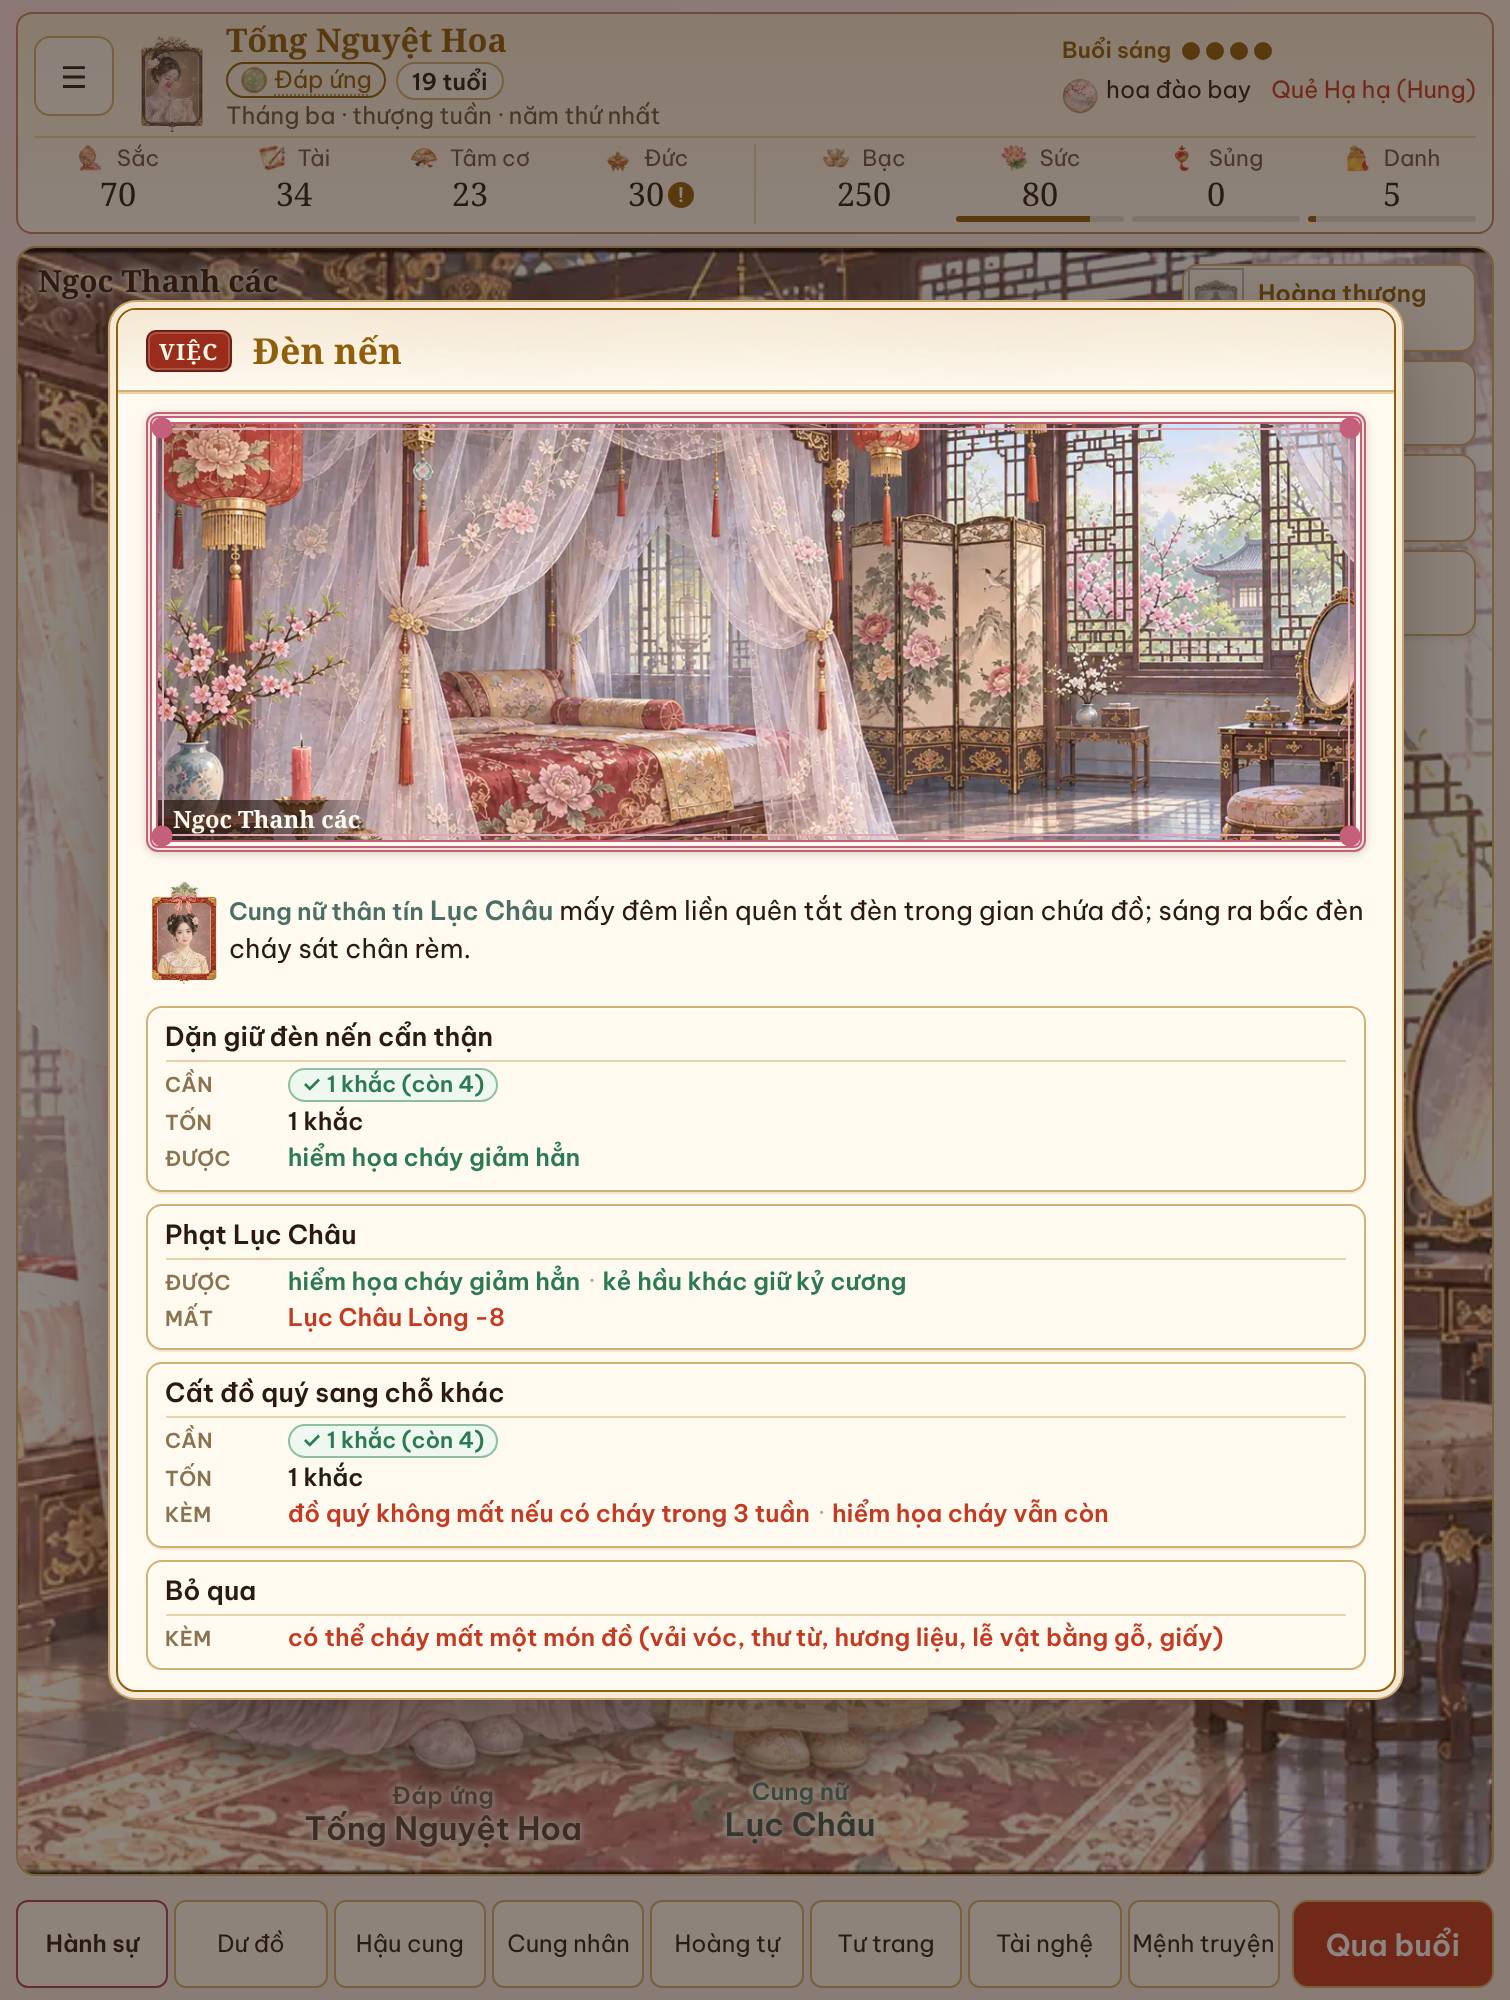 Tống Nguyệt Hoa
Đáp ứng
19 tuổi
Tháng ba · thượng tuần · năm thứ nhất
Buổi sáng
hoa đào bay
Quẻ Hạ hạ (Hung)
Sắc
Tài
Tâm cơ
Đức
Bạc
Sức
Sủng
Danh
70
34
23
30 !
250
80
0
5
Ngọc Thanh các
Hoàng thượng
VIỆC
Đèn nến
Ngọc Thanh các
Cung nữ thân tín Lục Châu mấy đêm liền quên tắt đèn trong gian chứa đồ; sáng ra bấc đèn
cháy sát chân rèm.
Dặn giữ đèn nến cẩn thận
CẦN ✓ 1 khắc (còn 4)
TỐN 1 khắc
ĐƯỢC hiểm họa cháy giảm hẳn
Phạt Lục Châu
ĐƯỢC hiểm họa cháy giảm hẳn · kẻ hầu khác giữ kỷ cương
MẤT Lục Châu Lòng -8
Cất đồ quý sang chỗ khác
CẦN ✓ 1 khắc (còn 4)
TỐN 1 khắc
KÈM đồ quý không mất nếu có cháy trong 3 tuần · hiểm họa cháy vẫn còn
Bỏ qua
KÈM có thể cháy mất một món đồ (vải vóc, thư từ, hương liệu, lễ vật bằng gỗ, giấy)
Đáp ứng
Tống Nguyệt Hoa
Cung nữ
Lục Châu
Hành sự
Dư đồ
Hậu cung
Cung nhân
Hoàng tự
Tư trang
Tài nghệ
Mệnh truyện
Qua buổi